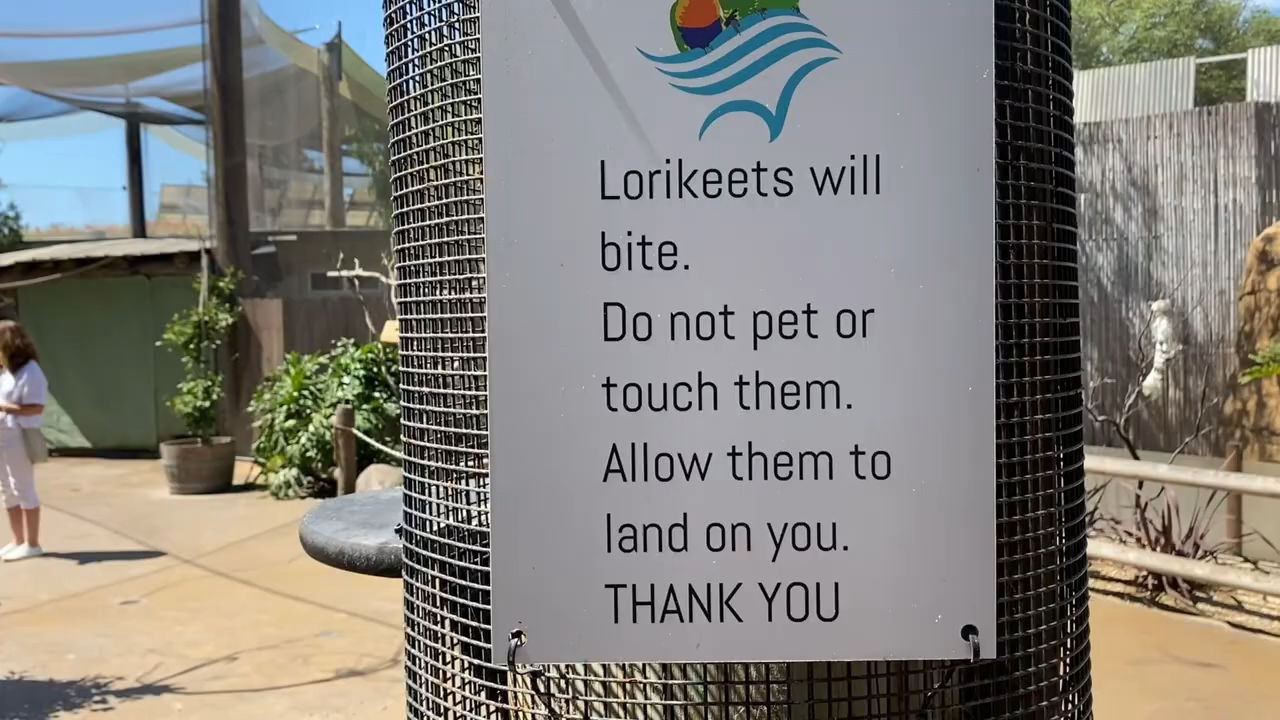 Lorikeets will
bite.
Do not pet or
touch them.
Allow them to
land on you.
THANK YOU